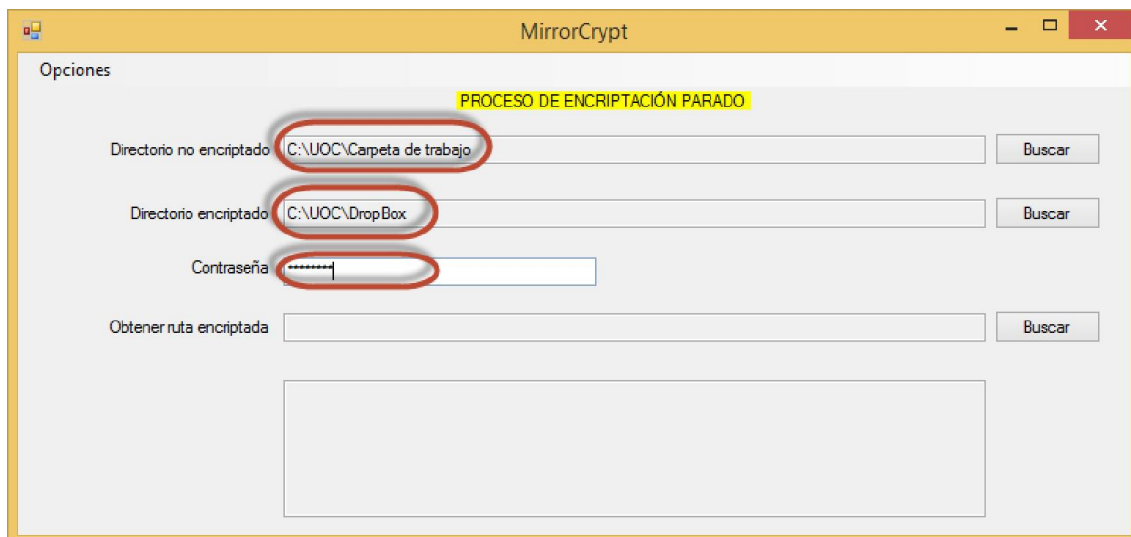 MirrorCrypt
Opciones
PROCESO DE ENCRIPTACIÓN PARADO
Directorio no encriptado C:\UOC\Carpeta de trabajo Buscar
Directorio encriptado C:\UOC\DropBox Buscar
Contraseña ********
Obtener ruta encriptada Buscar